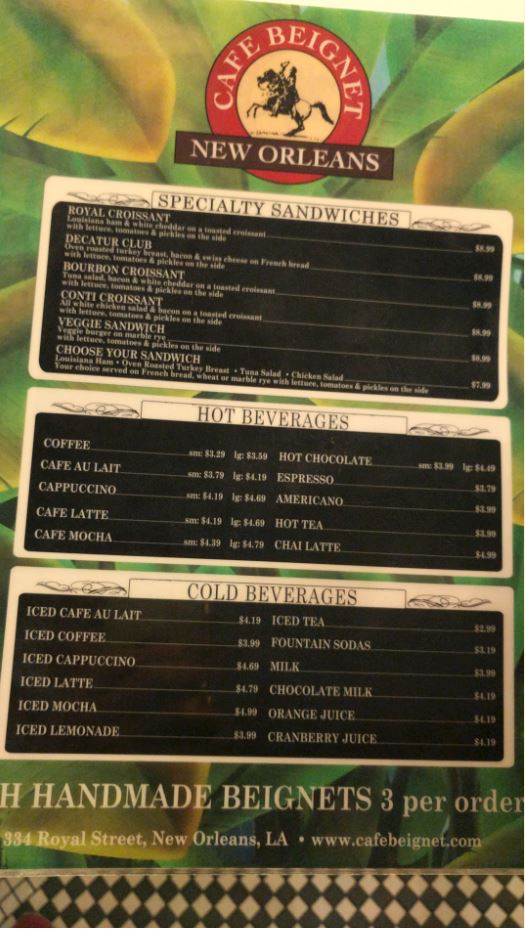 CAFE BEIGNET
NEW ORLEANS
SPECIALTY SANDWICHES
ROYAL CROISSANT
Louisiana ham & white cheddar on a toasted croissant $8.99
with lettuce, tomatoes & pickles on the side
DECATUR CLUB
Oven roasted turkey breast, bacon & swiss cheese on French bread $8.99
with lettuce, tomatoes & pickles on the side
BOURBON CROISSANT
Tuna salad, bacon & white cheddar on a toasted croissant $8.99
with lettuce, tomatoes & pickles on the side
CONTI CROISSANT
All white chicken salad & bacon on a toasted croissant $8.99
with lettuce, tomatoes & pickles on the side
VEGGIE SANDWICH
Veggie burger on marble rye $8.99
with lettuce, tomatoes & pickles on the side
CHOOSE YOUR SANDWICH
Louisiana Ham • Oven Roasted Turkey Breast • Tuna Salad • Chicken Salad $7.99
Your choice served on French bread, wheat or marble rye with lettuce, tomatoes & pickles on the side
HOT BEVERAGES
COFFEE sm: $3.29 lg: $3.59
CAFE AU LAIT sm: $3.79 lg: $4.19
CAPPUCCINO sm: $4.19 lg: $4.69
CAFE LATTE sm: $4.19 lg: $4.69
CAFE MOCHA sm: $4.39 lg: $4.79
HOT CHOCOLATE sm: $3.99 lg: $4.49
ESPRESSO $3.79
AMERICANO $3.99
HOT TEA $3.99
CHAI LATTE $4.99
COLD BEVERAGES
ICED CAFE AU LAIT $4.19
ICED COFFEE $3.99
ICED CAPPUCCINO $4.69
ICED LATTE $4.79
ICED MOCHA $4.99
ICED LEMONADE $3.99
ICED TEA $2.99
FOUNTAIN SODAS $3.19
MILK $3.99
CHOCOLATE MILK $4.19
ORANGE JUICE $4.19
CRANBERRY JUICE $4.19
H HANDMADE BEIGNETS 3 per order
334 Royal Street, New Orleans, LA • www.cafebeignet.com